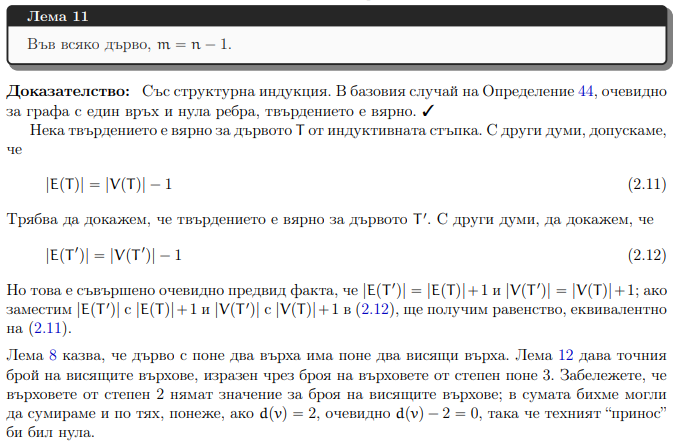 Лема 11
Във всяко дърво, m = n − 1.
Доказателство: Със структурна индукция. В базовия случай на Определение 44, очевидно
за графа с един връх и нула ребра, твърдението е вярно. ✓
Нека твърдението е вярно за дървото T от индуктивната стъпка. С други думи, допускаме,
че
|E(T)| = |V(T)| − 1 (2.11)
Трябва да докажем, че твърдението е вярно за дървото T′. С други думи, да докажем, че
|E(T′)| = |V(T′)| − 1 (2.12)
Но това е съвършено очевидно предвид факта, че |E(T′)| = |E(T)|+1 и |V(T′)| = |V(T)|+1; ако
заместим |E(T′)| с |E(T)|+1 и |V(T′)| с |V(T)|+1 в (2.12), ще получим равенство, еквивалентно
на (2.11).
Лема 8 казва, че дърво с поне два върха има поне два висящи върха. Лема 12 дава точния
брой на висящите върхове, изразен чрез броя на върховете от степен поне 3. Забележете, че
върховете от степен 2 нямат значение за броя на висящите върхове; в сумата бихме могли
да сумираме и по тях, понеже, ако d(v) = 2, очевидно d(v) − 2 = 0, така че техният “принос”
би бил нула.